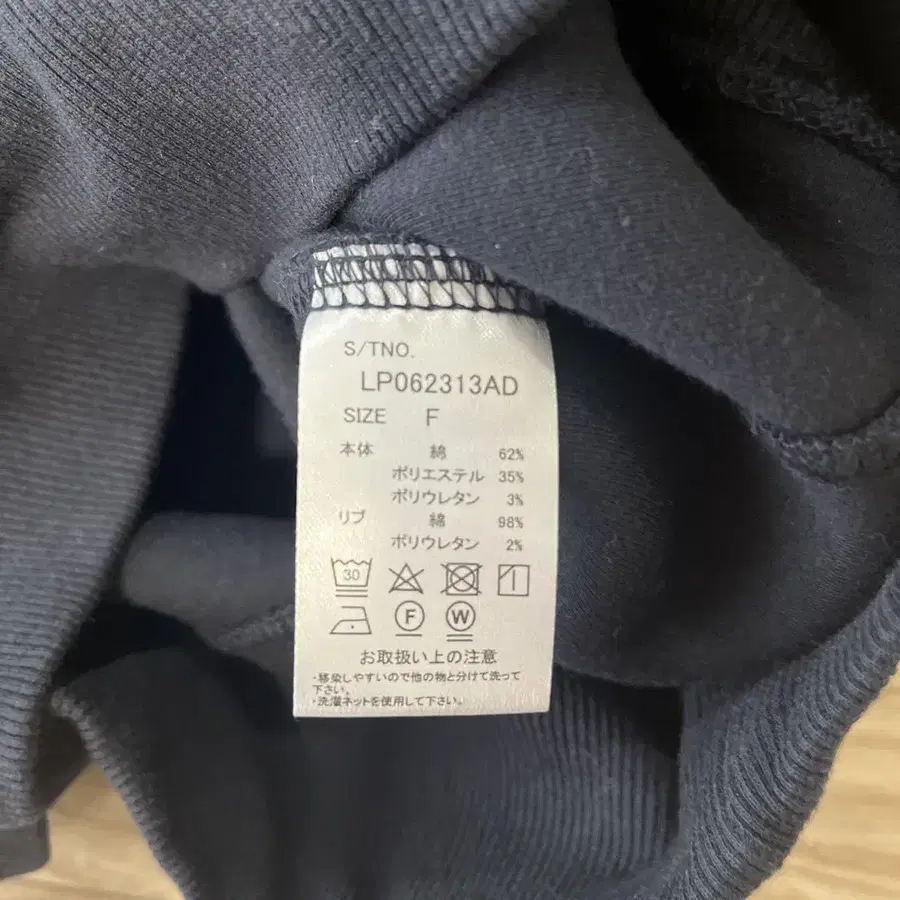 S/TNO.
LP062313AD
SIZE F
本体 綿 62%
ポリエステル 35%
ポリウレタン 3%
リブ 綿 98%
ポリウレタン 2%
30
F W
お取扱い上の注意
・移染しやすいので他の物と分けて洗って
下さい。
・洗濯ネットを使用して下さい。